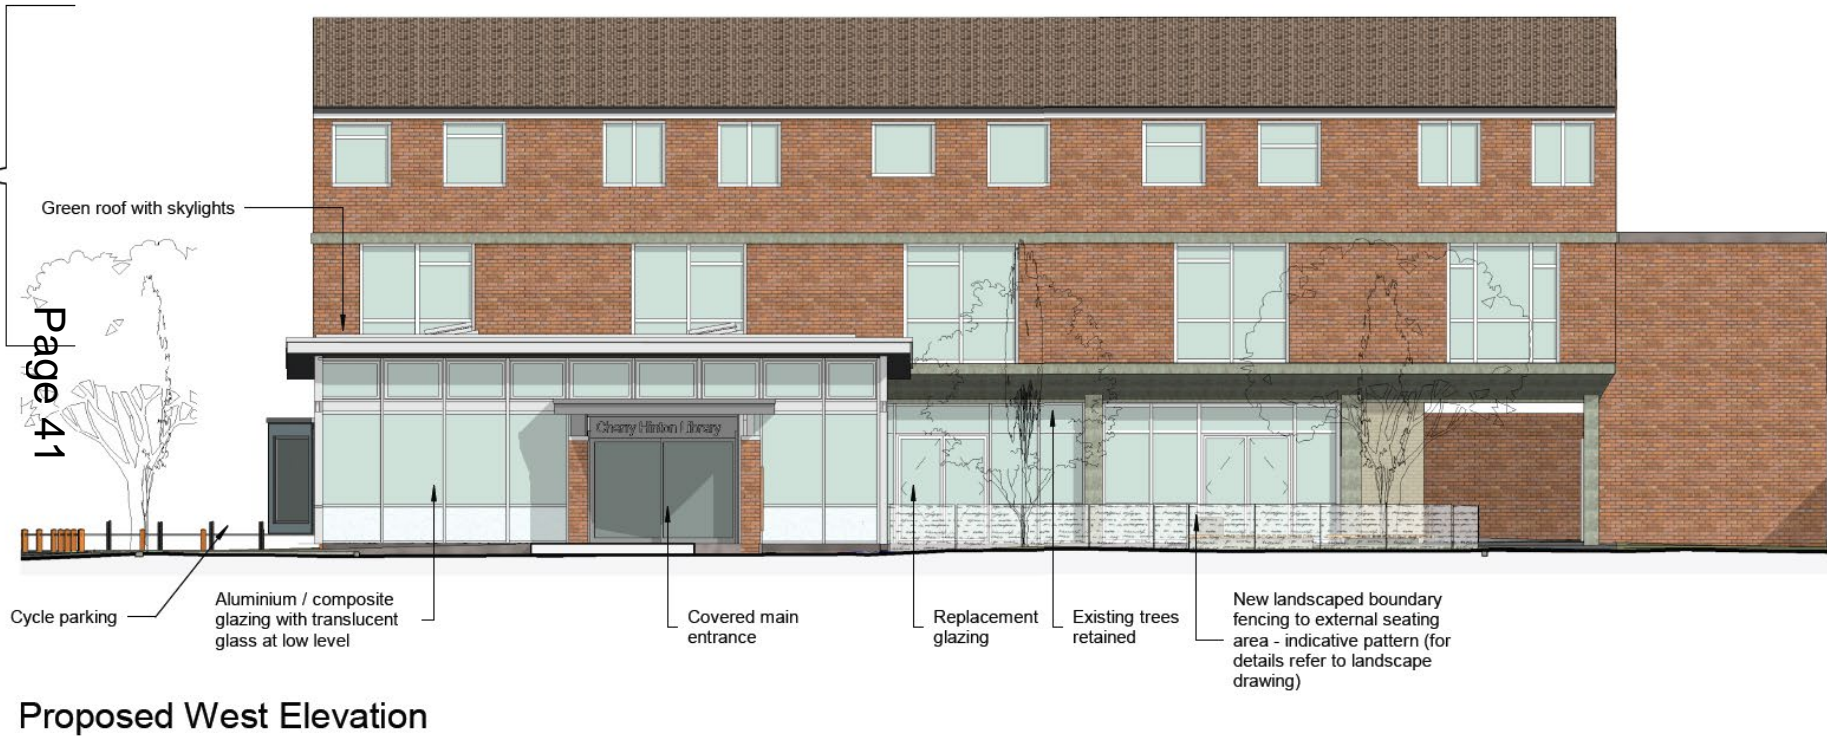 Green roof with skylights
Page 41
Cherry Hinton Library
Cycle parking
Aluminium / composite
glazing with translucent
glass at low level
Covered main
entrance
Replacement
glazing
Existing trees
retained
New landscaped boundary
fencing to external seating
area - indicative pattern (for
details refer to landscape
drawing)
Proposed West Elevation